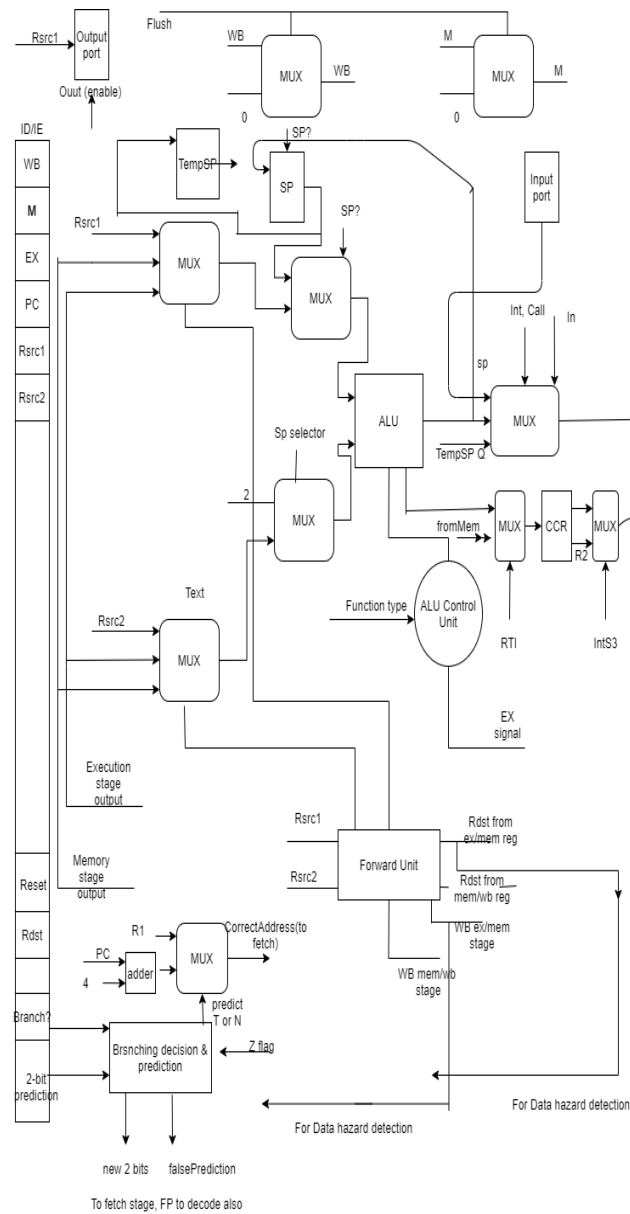 Flush
Rsrc1
Output
port
Ouut (enable)
WB
MUX
WB
0
M
MUX
M
0
ID/IE
WB
M
EX
PC
Rsrc1
Rsrc2
Reset
Rdst
Branch?
2-bit
prediction
TempSP
SP?
SP
Input
port
Rsrc1
MUX
SP?
MUX
Int, Call
In
sp
ALU
MUX
TempSP Q
Sp selector
2
MUX
fromMem
MUX
CCR
R2
MUX
RTI
IntS3
Text
Rsrc2
MUX
Function type
ALU Control
Unit
EX
signal
Execution
stage
output
Memory
stage
output
Rsrc1
Rsrc2
Forward Unit
Rdst from
ex/mem reg
Rdst from
mem/wb reg
WB ex/mem
stage
WB mem/wb
stage
R1
PC
4
adder
MUX
CorrectAddress(to
fetch)
predict
T or N
Brsnching decision &
prediction
Z flag
For Data hazard detection
For Data hazard detection
new 2 bits
falsePrediction
To fetch stage, FP to decode also